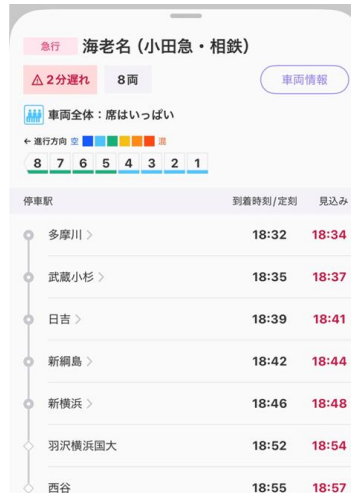 急行 海老名（小田急・相鉄）
2分遅れ 8両 車両情報
車両全体：席はいっぱい
← 進行方向 空 混
8 7 6 5 4 3 2 1
停車駅 到着時刻/定刻 見込み
多摩川 > 18:32 18:34
武蔵小杉 > 18:35 18:37
日吉 > 18:39 18:41
新綱島 > 18:42 18:44
新横浜 > 18:46 18:48
羽沢横浜国大 18:52 18:54
西谷 18:55 18:57